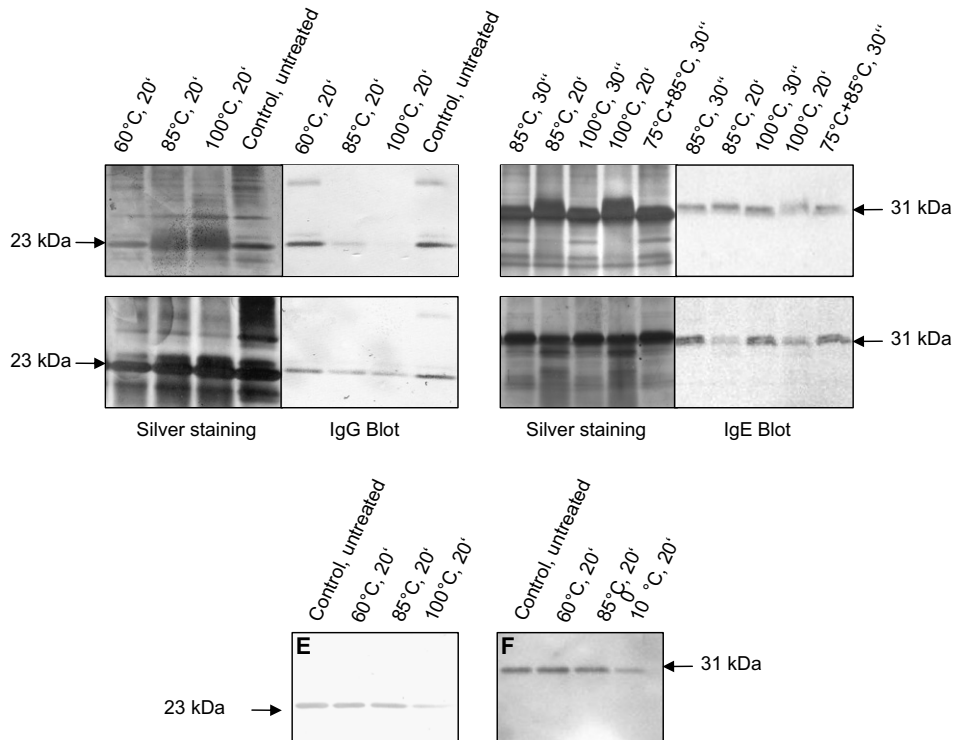 60°C, 20‘
85°C, 20‘
100°C, 20‘
Control, untreated
60°C, 20‘
85°C, 20‘
100°C, 20‘
Control, untreated
85°C, 30‘‘
85°C, 20‘
100°C, 30‘‘
100°C, 20‘
75°C+85°C, 30‘‘
85°C, 30‘‘
85°C, 20‘
100°C, 30‘‘
100°C, 20‘
75°C+85°C, 30‘‘
23 kDa
31 kDa
23 kDa
31 kDa
Silver staining
IgG Blot
Silver staining
IgE Blot
Control, untreated
60°C, 20‘
85°C, 20‘
100°C, 20‘
Control, untreated
60°C, 20‘
85°C, 20‘
10 0 °C, 20‘
E
F
31 kDa
23 kDa